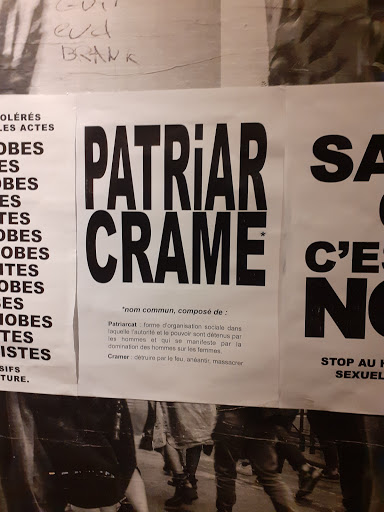 OLÉRÉS
LES ACTES
OBES
ES
OBES
ES
TES
OBES
HOBES
ITES
HOBES
BES
HOBES
TES
ISTES
SIFS
TURE.
PATRiAR
CRAME*
*nom commun, composé de :
Patriarcat : forme d'organisation sociale dans
laquelle l'autorité et le pouvoir sont détenus par
les hommes et qui se manifeste par la
domination des hommes sur les femmes.
Cramer : détruire par le feu, anéantir, massacrer
SA
C'ES
NO
STOP AU H
SEXUEL